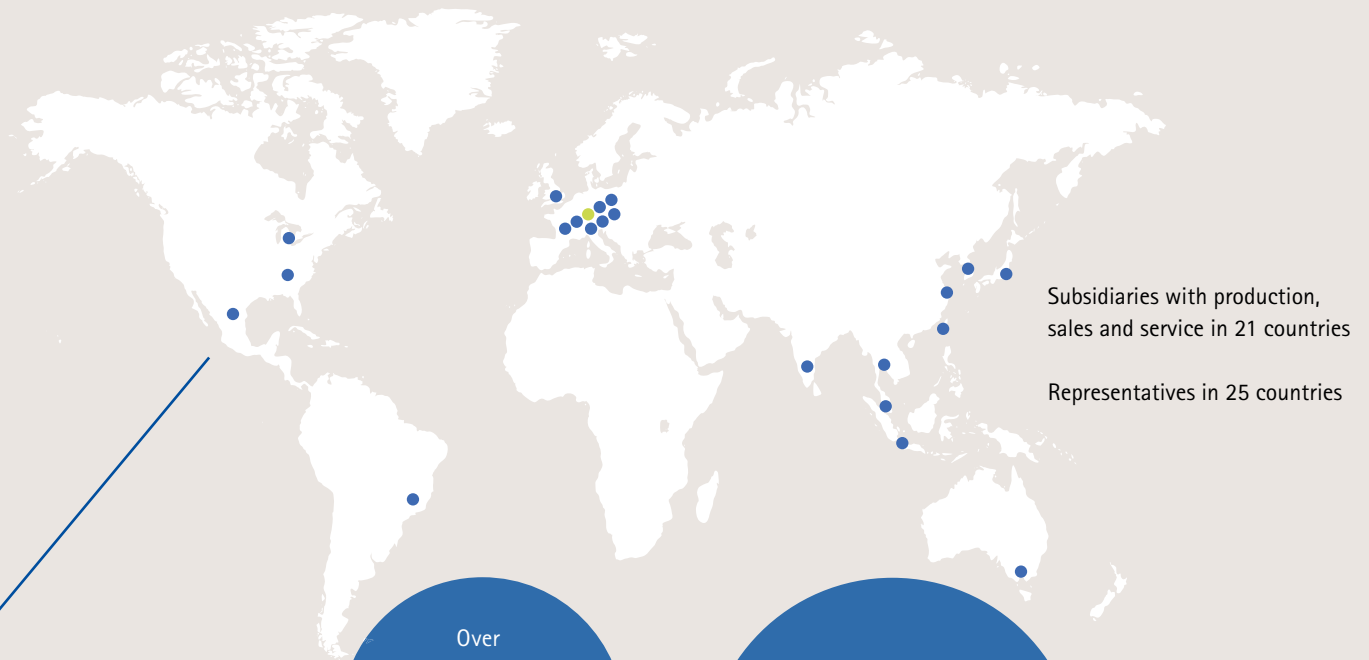 Subsidiaries with production,
sales and service in 21 countries
Representatives in 25 countries
Over